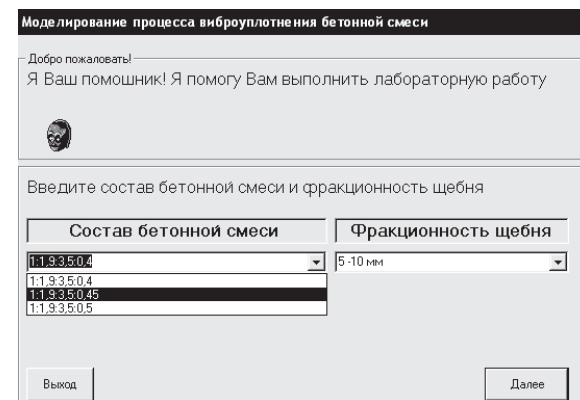 Моделирование процесса виброуплотнения бетонной смеси
Добро пожаловать!
Я Ваш помошник! Я помогу Вам выполнить лабораторную работу
Введите состав бетонной смеси и фракционность щебня
Состав бетонной смеси Фракционность щебня
1:1,9:3,5:0,4 5 -10 мм
1:1,9:3,5:0,4
1:1,9:3,5:0,45
1:1,9:3,5:0,5
Выход Далее